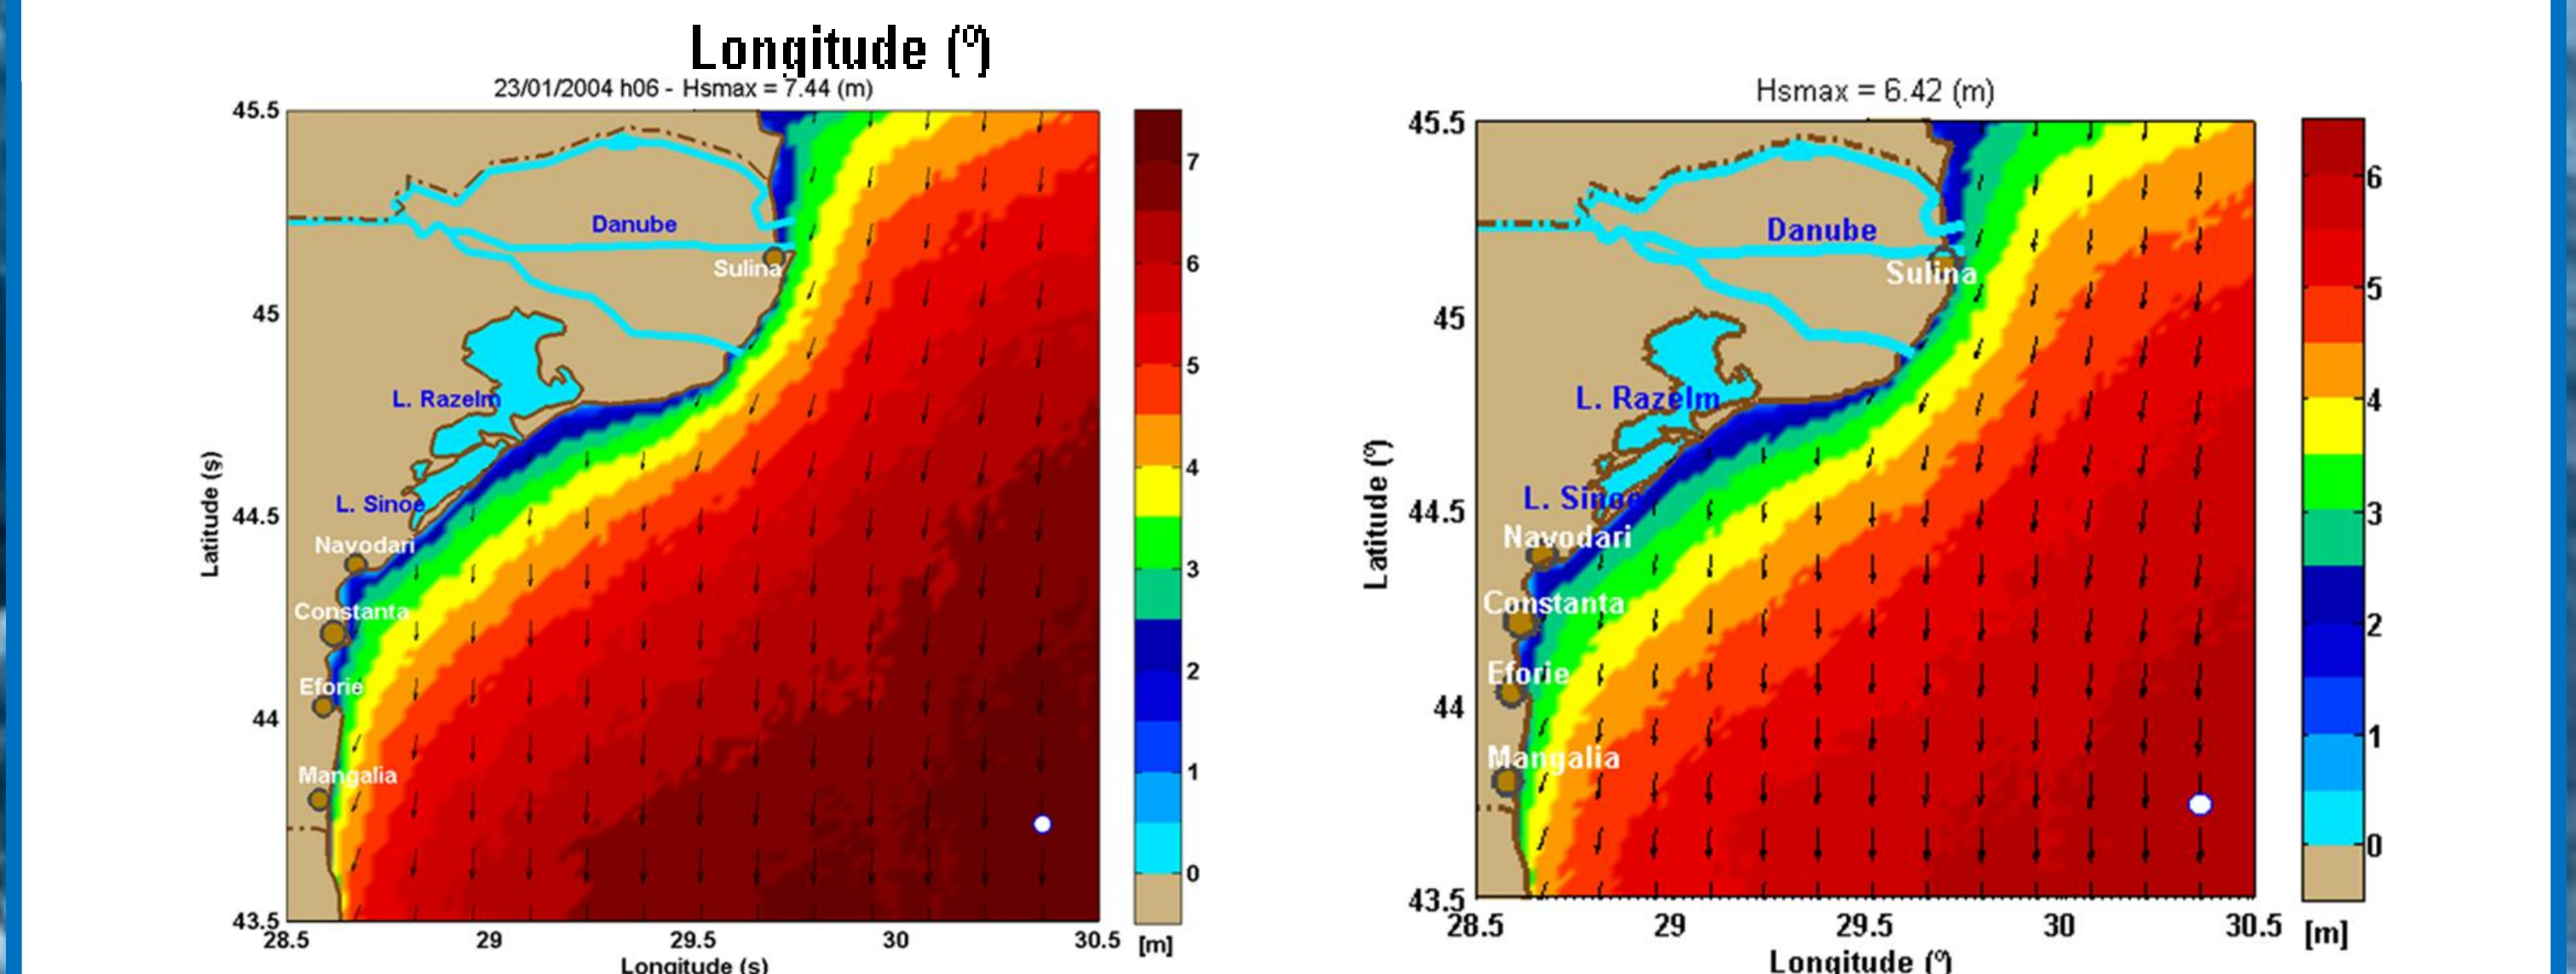 Longitude (º)
23/01/2004 h06 - Hsmax = 7.44 (m)
45.5
45
44.5
44
43.5
Latitude (s)
Danube
Sulina
L. Razelm
L. Sinoe
Navodari
Constanta
Eforie
Mangalia
28.5 29 29.5 30 30.5
Longitude (s)
7
6
5
4
3
2
1
0
[m]
Hsmax = 6.42 (m)
45.5
45
44.5
44
43.5
Latitude (º)
Danube
Sulina
L. Razelm
L. Sinoe
Navodari
Constanta
Eforie
Mangalia
28.5 29 29.5 30 30.5
Longitude (º)
6
5
4
3
2
1
0
[m]